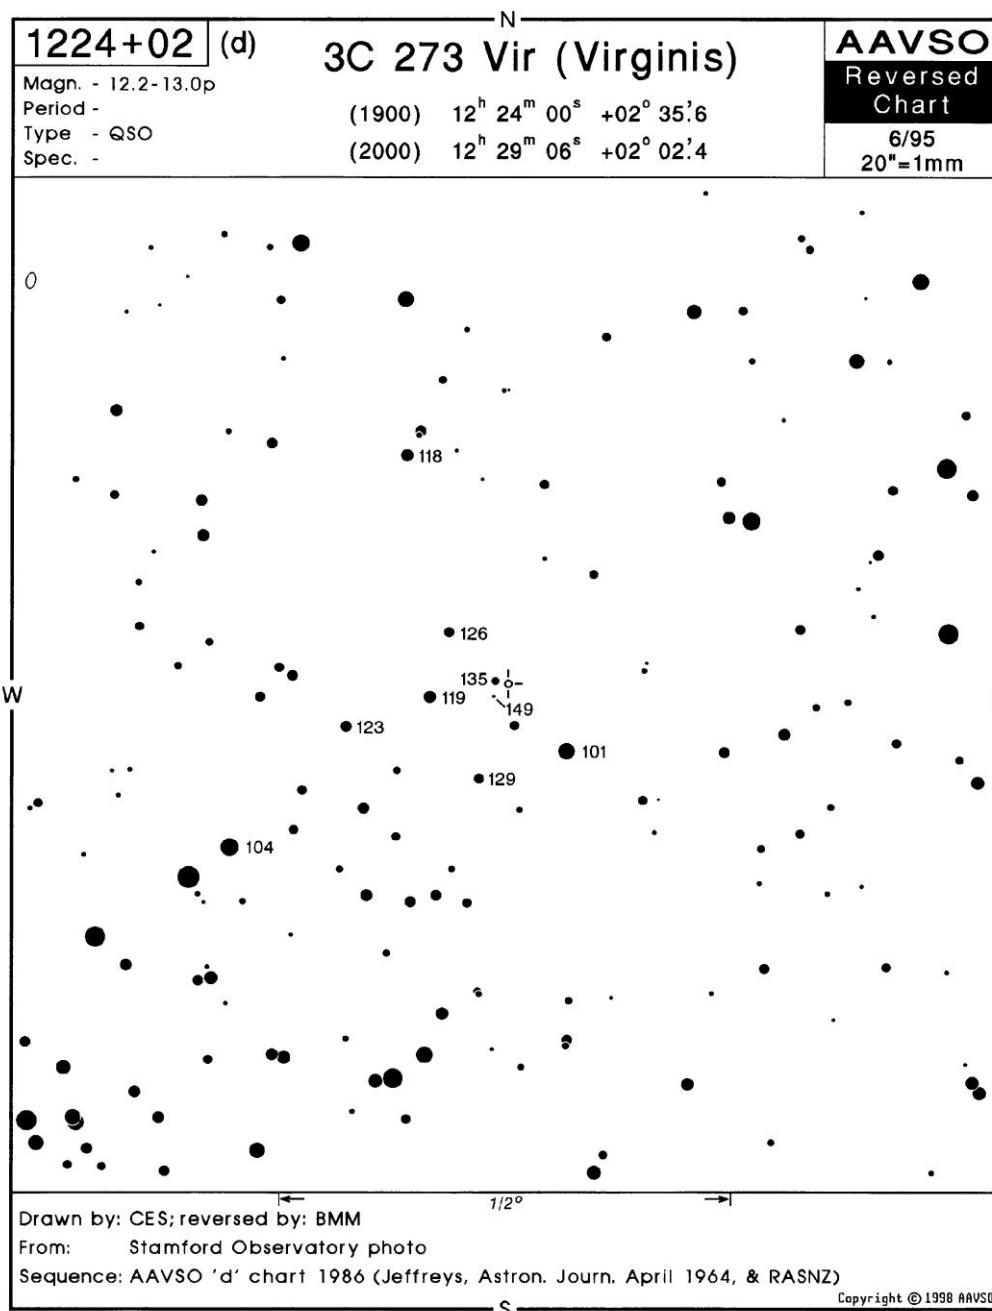 N
1224+02 (d)
3C 273 Vir (Virginis)
AAVSO
Reversed
Chart
6/95
20"=1mm
Magn. - 12.2-13.0p
Period -
Type - QSO
Spec. -
(1900) 12h 24m 00s +02° 35'.6
(2000) 12h 29m 06s +02° 02'.4
118
126
135
119
149
123
101
129
104
W
1/2°
Drawn by: CES; reversed by: BMM
From: Stamford Observatory photo
Sequence: AAVSO 'd' chart 1986 (Jeffreys, Astron. Journ. April 1964, & RASNZ)
Copyright © 1998 AAVSO
S